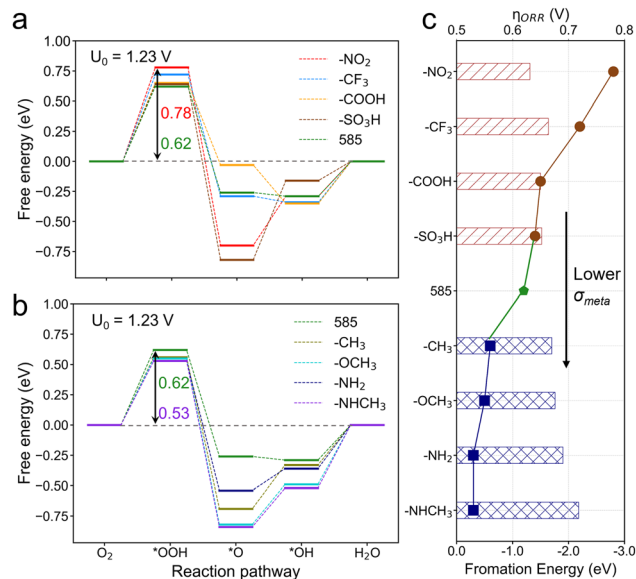 a
U₀ = 1.23 V
Free energy (eV)
1.00
0.75
0.50
0.25
0.00
−0.25
−0.50
−0.75
0.78
0.62
-NO₂
-CF₃
-COOH
-SO₃H
585
b
U₀ = 1.23 V
Free energy (eV)
1.00
0.75
0.50
0.25
0.00
−0.25
−0.50
−0.75
0.62
0.53
585
-CH₃
-OCH₃
-NH₂
-NHCH₃
O₂ *OOH *O *OH H₂O
Reaction pathway
c
η_ORR (V)
0.5 0.6 0.7 0.8
-NO₂
-CF₃
-COOH
-SO₃H
585
-CH₃
-OCH₃
-NH₂
-NHCH₃
Lower
σ_meta
0.0 -1.0 -2.0 -3.0
Fromation Energy (eV)